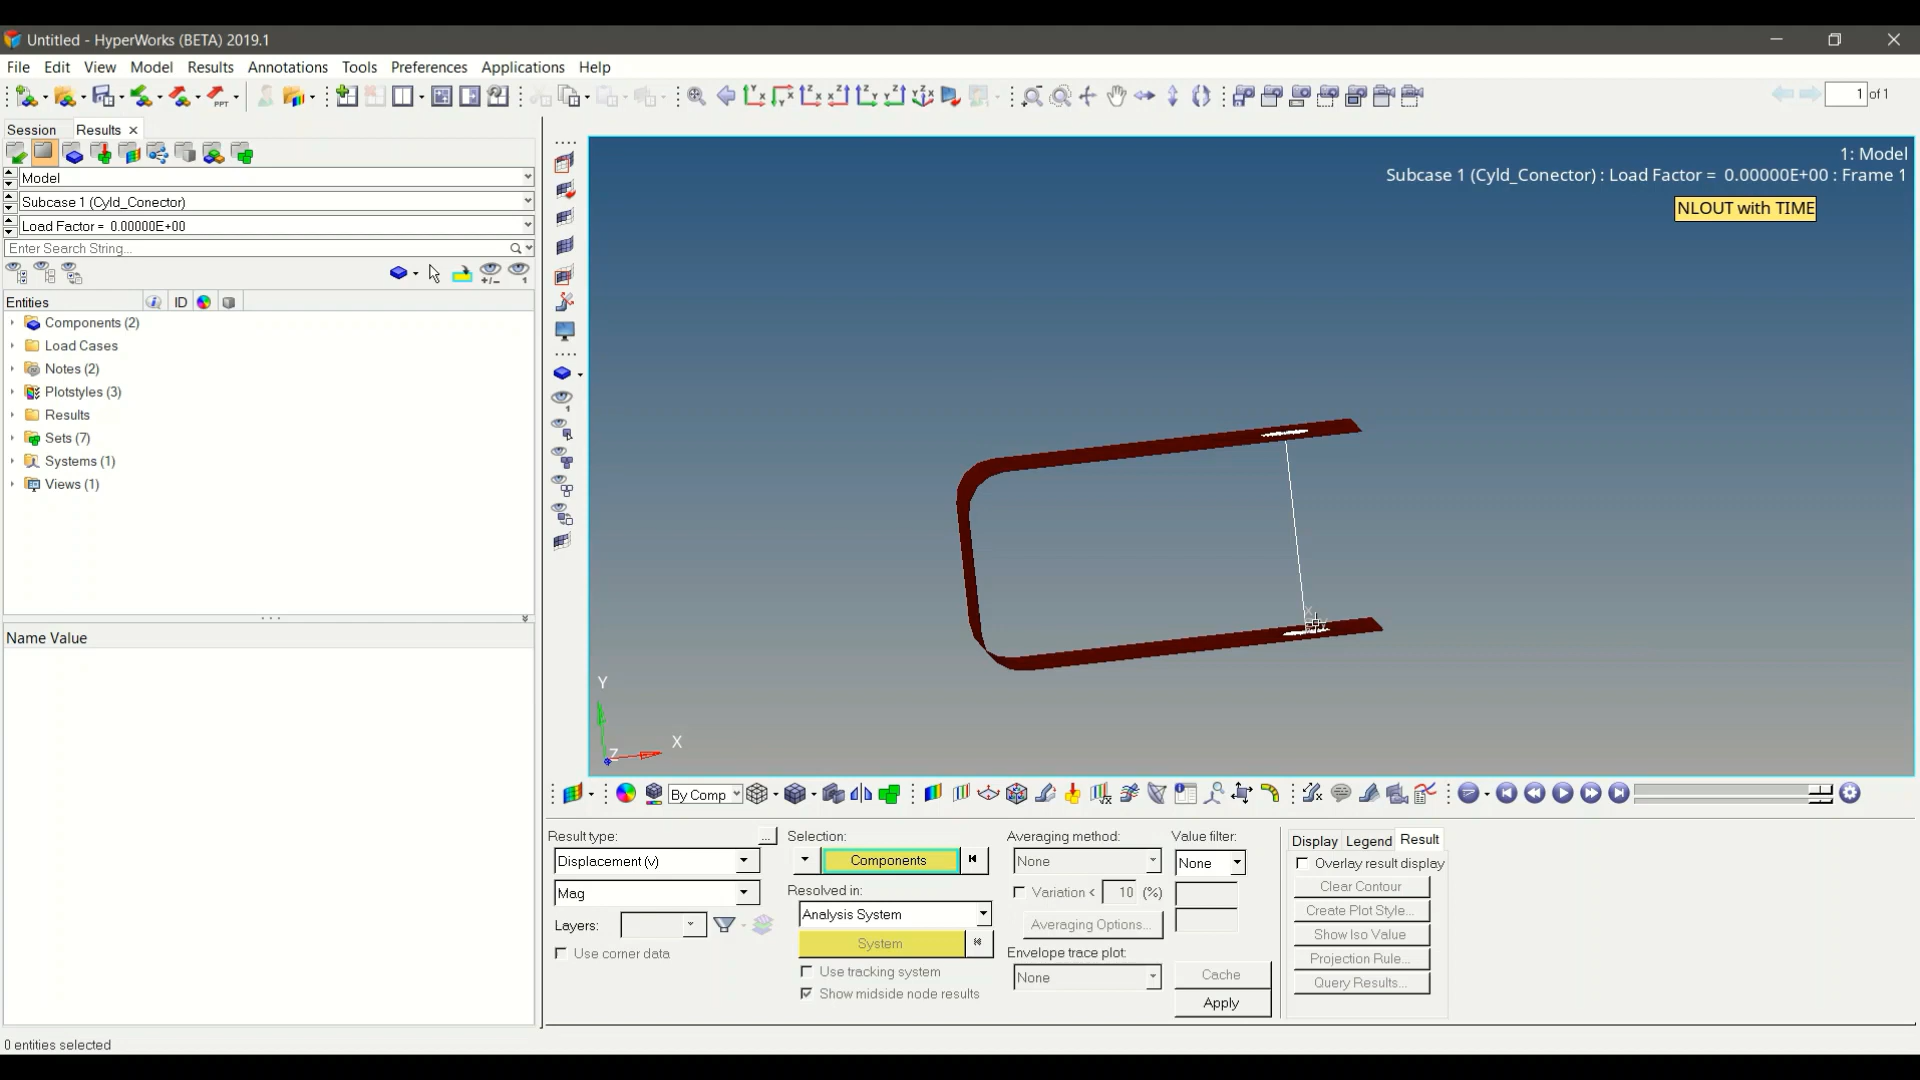 Untitled - HyperWorks (BETA) 2019.1
File Edit View Model Results Annotations Tools Preferences Applications Help
1 of 1
Session Results
Model
Subcase 1 (Cyld_Conector)
Load Factor = 0.00000E+00
Enter Search String...
Entities ID
Components (2)
Load Cases
Notes (2)
Plotstyles (3)
Results
Sets (7)
Systems (1)
Views (1)
Name Value
0 entities selected
1: Model
Subcase 1 (Cyld_Conector) : Load Factor = 0.00000E+00 : Frame 1
NLOUT with TIME
Y
X
Z
By Comp
Result type: ...
Displacement (v)
Mag
Layers:
Use corner data
Selection:
Components
Resolved in:
Analysis System
System
Use tracking system
Show midside node results
Averaging method:
None
Variation < 10 (%)
Averaging Options...
Envelope trace plot:
None
Value filter:
None
Cache
Apply
Display Legend Result
Overlay result display
Clear Contour
Create Plot Style...
Show Iso Value
Projection Rule...
Query Results...